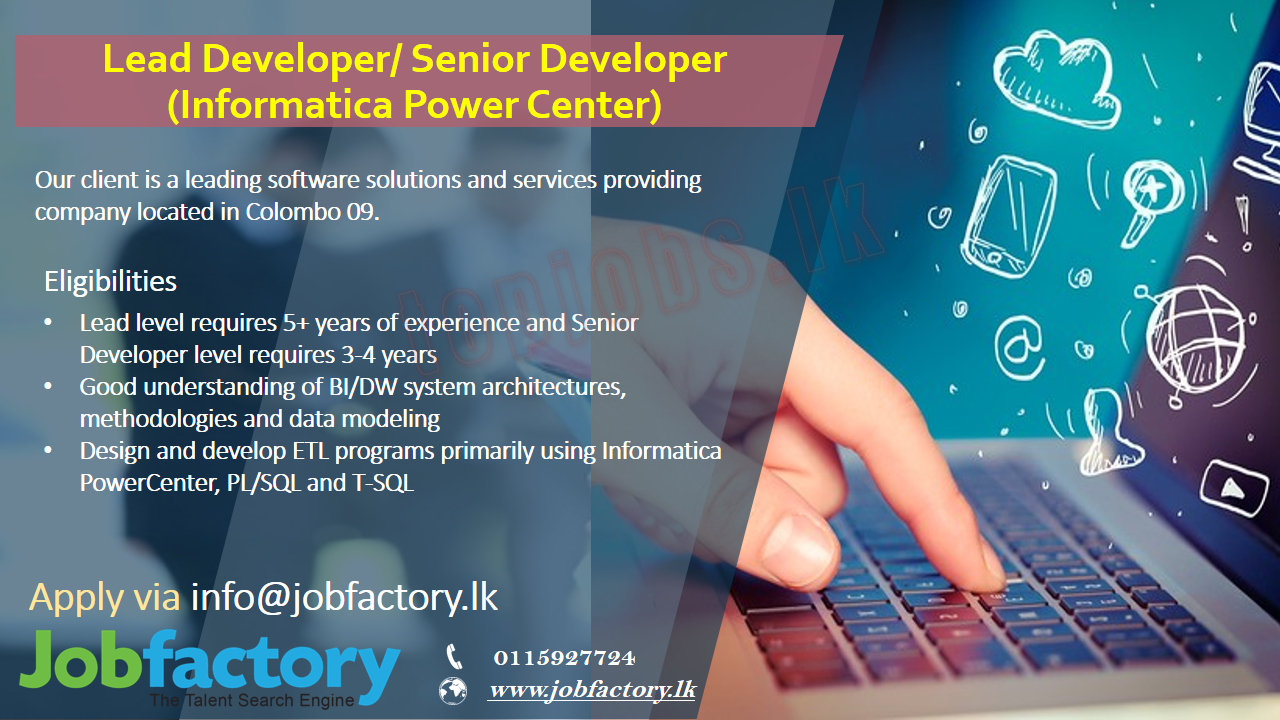 Lead Developer/ Senior Developer
(Informatica Power Center)
Our client is a leading software solutions and services providing
company located in Colombo 09.
topjobs.lk
Eligibilities
• Lead level requires 5+ years of experience and Senior
Developer level requires 3-4 years
• Good understanding of BI/DW system architectures,
methodologies and data modeling
• Design and develop ETL programs primarily using Informatica
PowerCenter, PL/SQL and T-SQL
Apply via info@jobfactory.lk
Jobfactory
The Talent Search Engine
0115927724
www.jobfactory.lk